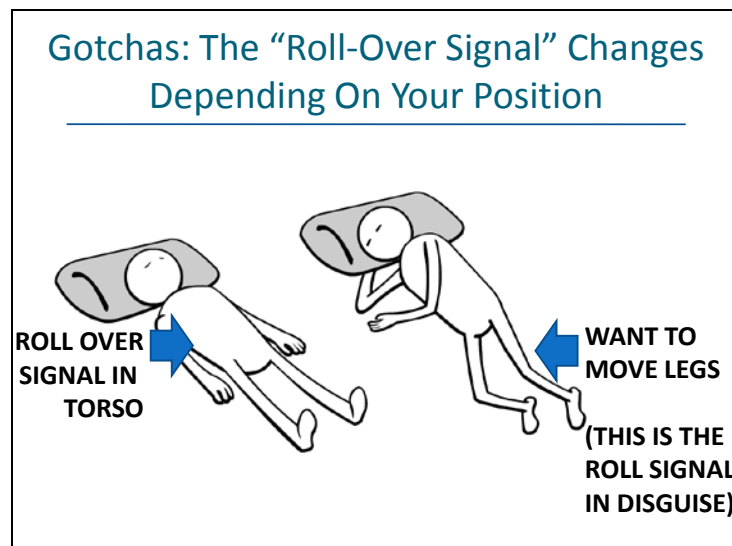 Gotchas: The “Roll-Over Signal” Changes
Depending On Your Position
ROLL OVER
SIGNAL IN
TORSO
WANT TO
MOVE LEGS
(THIS IS THE
ROLL SIGNAL
IN DISGUISE)